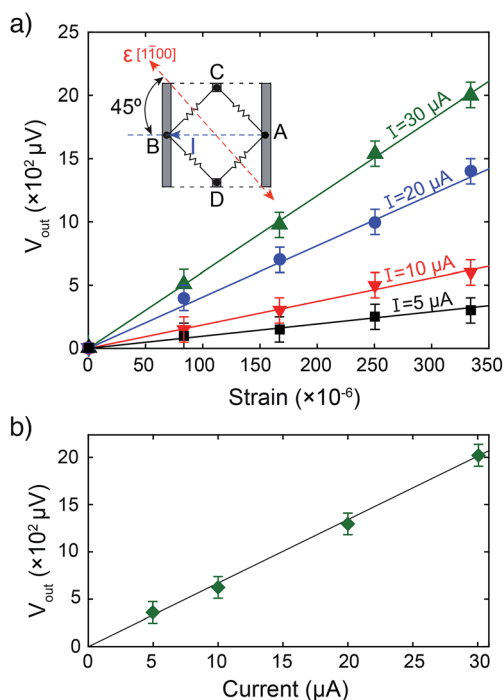 a)
25
20
15
10
5
0
V_out (×10² µV)
ε [11̄00]
45º
C
A
B
I
D
I=30 µA
I=20 µA
I=10 µA
I=5 µA
0 50 100 150 200 250 300 350
Strain (×10⁻⁶)
b)
20
15
10
5
0
V_out (×10² µV)
0 5 10 15 20 25 30
Current (µA)